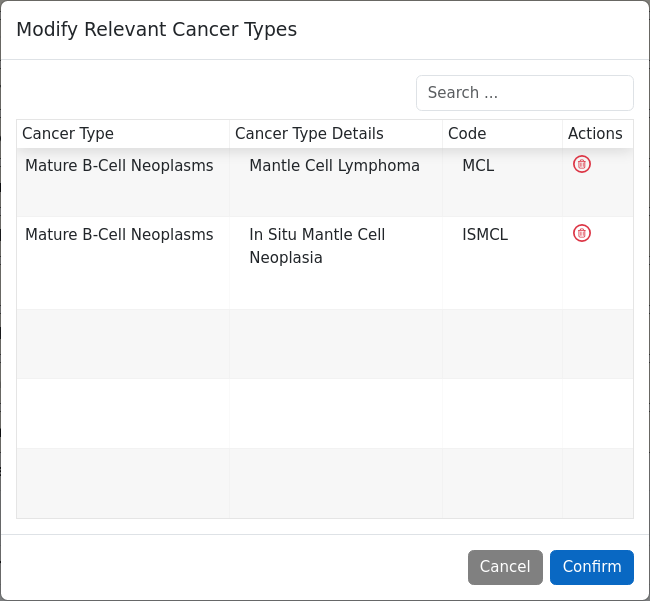 Modify Relevant Cancer Types
Search ...
Cancer Type Cancer Type Details Code Actions
Mature B-Cell Neoplasms Mantle Cell Lymphoma MCL
Mature B-Cell Neoplasms In Situ Mantle Cell ISMCL
Neoplasia
Cancel Confirm